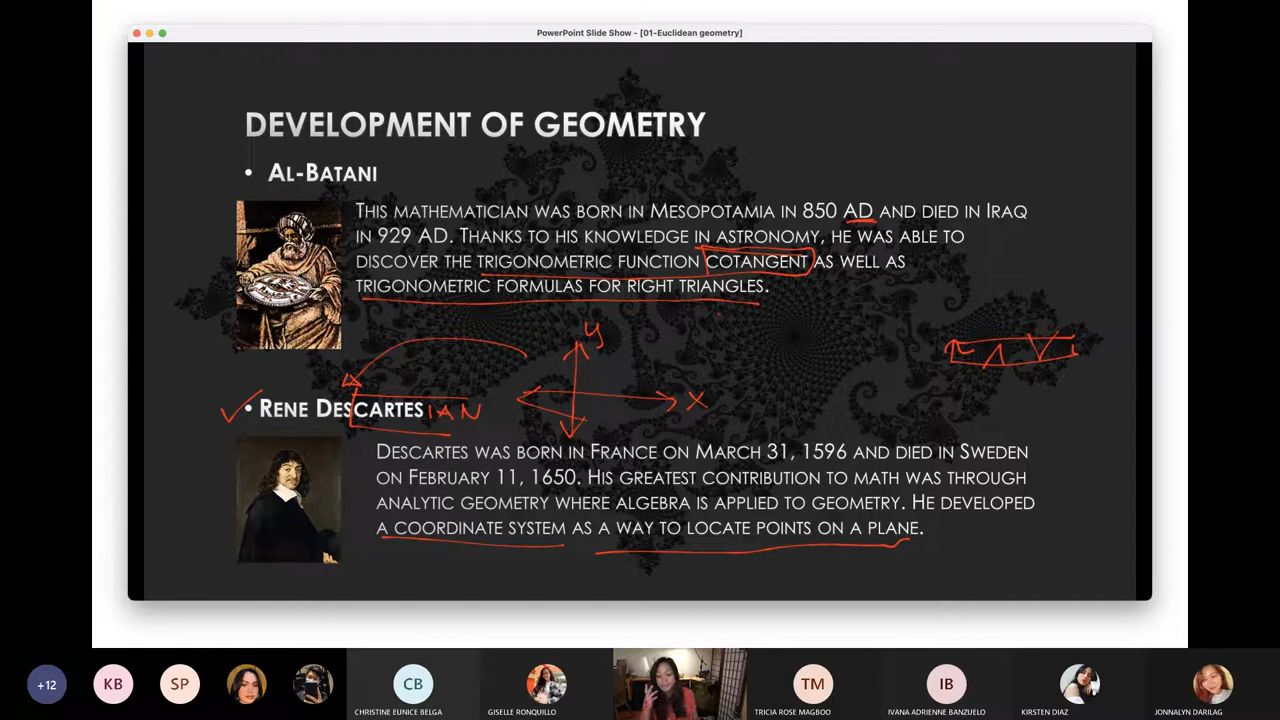 PowerPoint Slide Show - [01-Euclidean geometry]
DEVELOPMENT OF GEOMETRY
• AL-BATANI
THIS MATHEMATICIAN WAS BORN IN MESOPOTAMIA IN 850 AD AND DIED IN IRAQ
IN 929 AD. THANKS TO HIS KNOWLEDGE IN ASTRONOMY, HE WAS ABLE TO
DISCOVER THE TRIGONOMETRIC FUNCTION COTANGENT AS WELL AS
TRIGONOMETRIC FORMULAS FOR RIGHT TRIANGLES.
y
x
• RENE DESCARTESIAN
DESCARTES WAS BORN IN FRANCE ON MARCH 31, 1596 AND DIED IN SWEDEN
ON FEBRUARY 11, 1650. HIS GREATEST CONTRIBUTION TO MATH WAS THROUGH
ANALYTIC GEOMETRY WHERE ALGEBRA IS APPLIED TO GEOMETRY. HE DEVELOPED
A COORDINATE SYSTEM AS A WAY TO LOCATE POINTS ON A PLANE.
+12
KB
SP
CB
TM
IB
CHRISTINE EUNICE BELGA
GISELLE RONQUILLO
TRICIA ROSE MAGBOO
IVANA ADRIENNE BANZUELO
KIRSTEN DIAZ
JONNALYN DARILAG